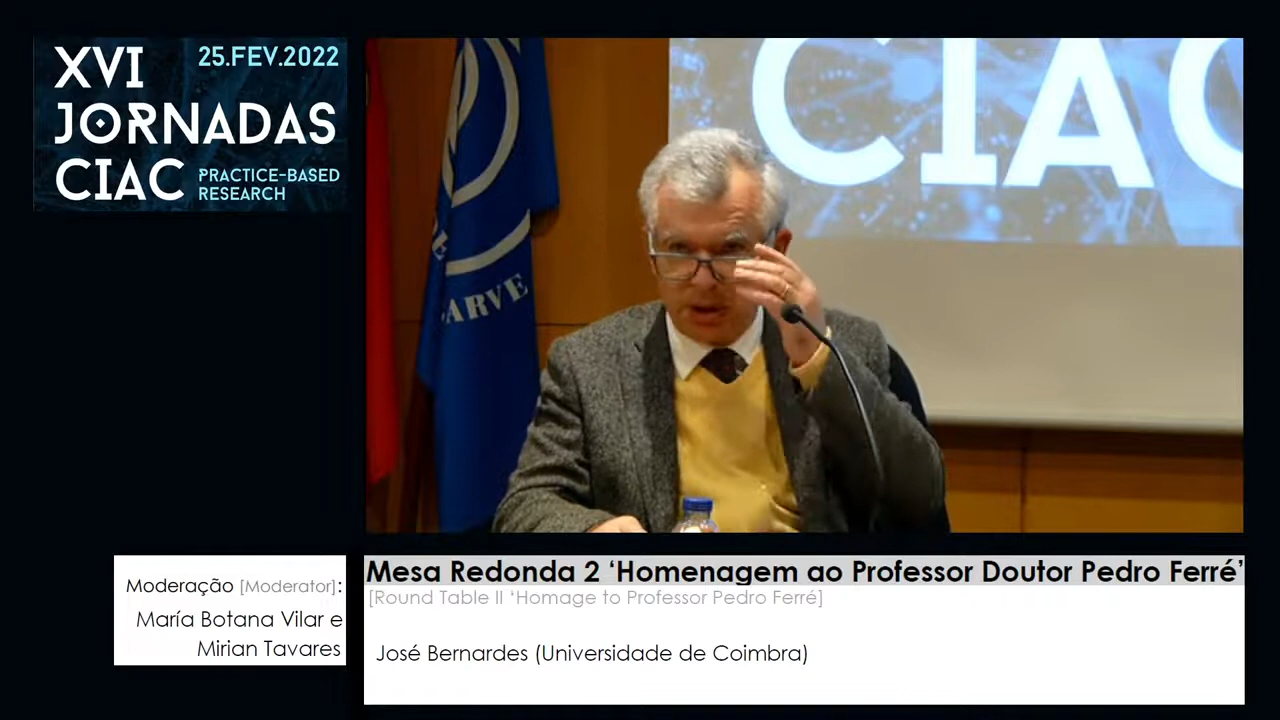 XVI
25.FEV.2022
JORNADAS
CIAC
PRACTICE-BASED
RESEARCH
CIAC
ARVE
Moderação [Moderator]:
María Botana Vilar e
Mirian Tavares
Mesa Redonda 2 ‘Homenagem ao Professor Doutor Pedro Ferré’
[Round Table II ‘Homage to Professor Pedro Ferré]
José Bernardes (Universidade de Coimbra)